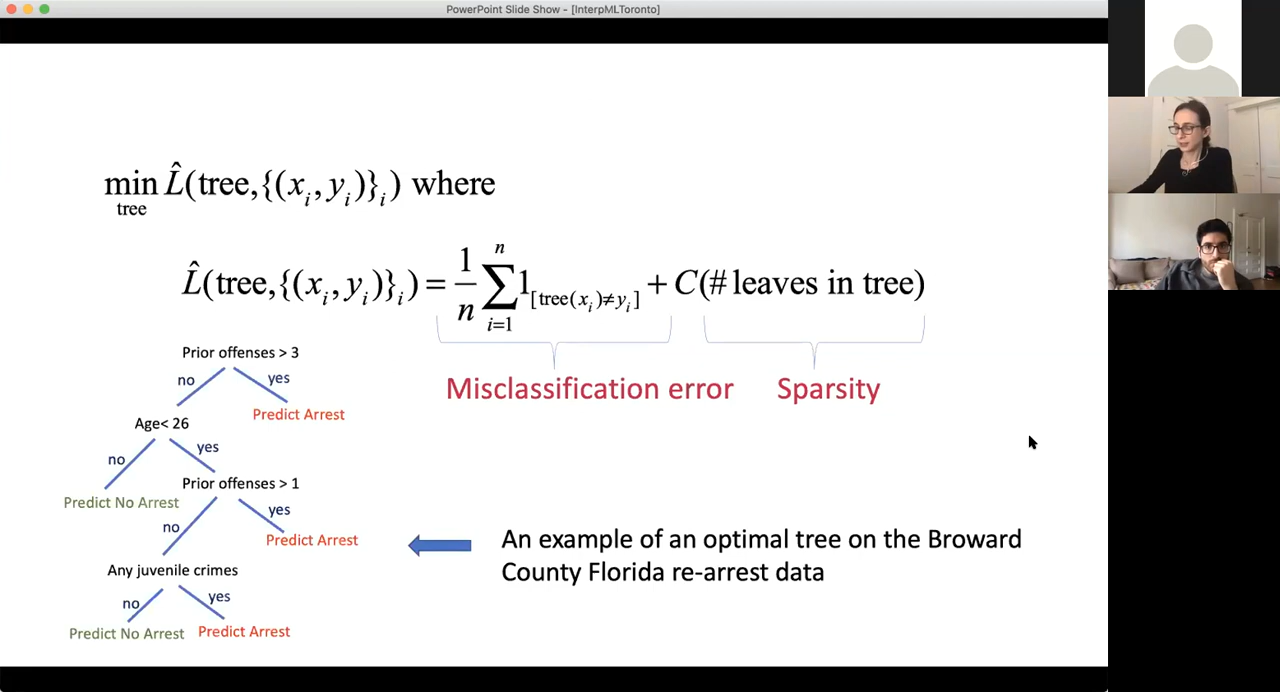 PowerPoint Slide Show - [InterpMLToronto]
min L̂(tree,{(xᵢ,yᵢ)}ᵢ) where
tree
L̂(tree,{(xᵢ,yᵢ)}ᵢ) = 1/n ∑ⁿᵢ₌₁ 1[tree(xᵢ)≠yᵢ] + C(# leaves in tree)
Misclassification error
Sparsity
Prior offenses > 3
no
yes
Predict Arrest
Age< 26
no
yes
Predict No Arrest
Prior offenses > 1
no
yes
Predict Arrest
Any juvenile crimes
no
yes
Predict No Arrest
Predict Arrest
An example of an optimal tree on the Broward
County Florida re-arrest data